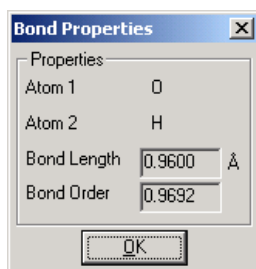 Bond Properties
Properties
Atom 1 O
Atom 2 H
Bond Length 0.9600 Å
Bond Order 0.9692
OK